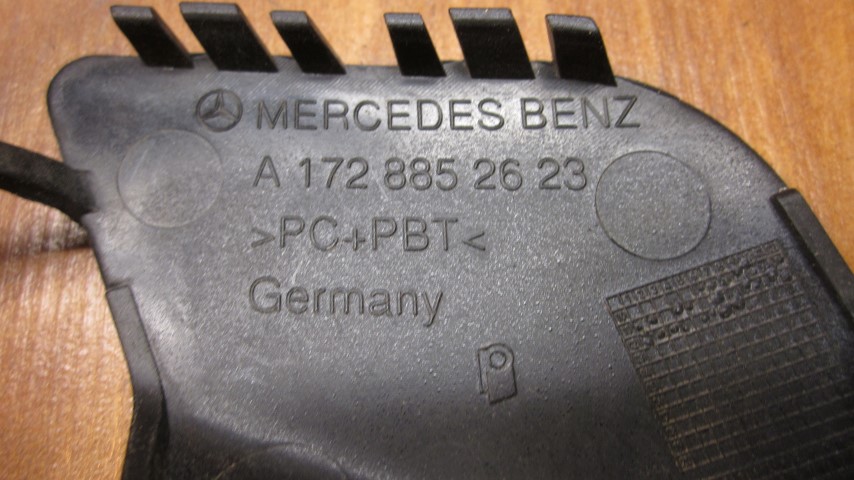 MERCEDES BENZ
A 172 885 26 23
>PC+PBT<
Germany